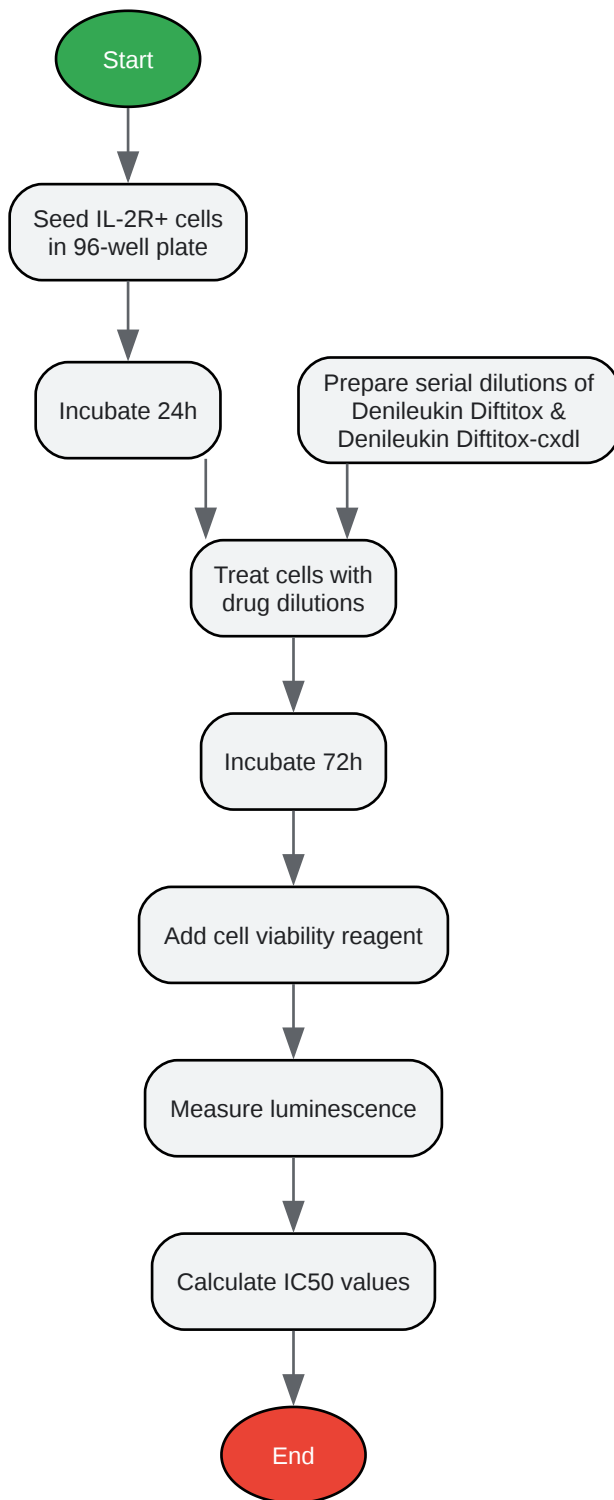 Start
Seed IL-2R+ cells
in 96-well plate
Incubate 24h
Prepare serial dilutions of
Denileukin Diftitox &
Denileukin Diftitox-cxdl
Treat cells with
drug dilutions
Incubate 72h
Add cell viability reagent
Measure luminescence
Calculate IC50 values
End